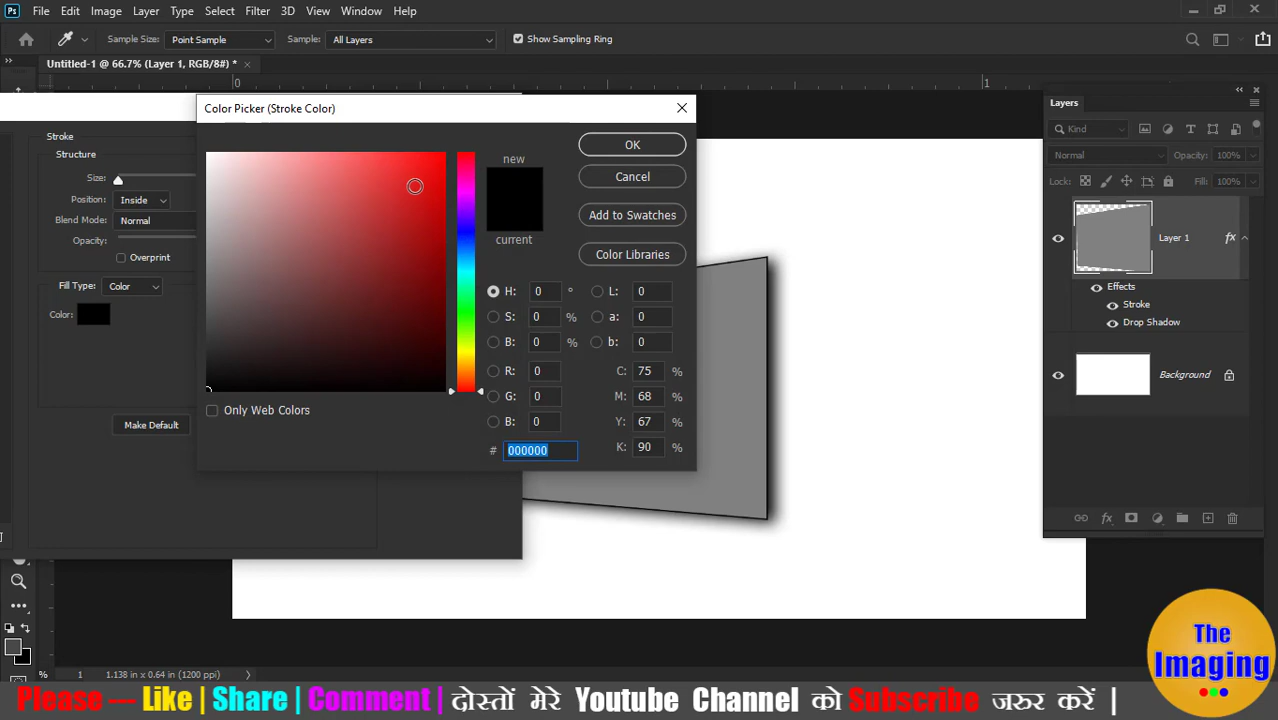 Ps File Edit Image Layer Type Select Filter 3D View Window Help
Sample Size: Point Sample Sample: All Layers Show Sampling Ring
Untitled-1 @ 66.7% (Layer 1, RGB/8#) * ×
0 1
Color Picker (Stroke Color)
Stroke
Structure
Size:
Position: Inside
Blend Mode: Normal
Opacity:
Overprint
Fill Type: Color
Color:
Make Default
new
current
OK
Cancel
Add to Swatches
Color Libraries
H: 0 ° L: 0
S: 0 % a: 0
B: 0 % b: 0
R: 0 C: 75 %
G: 0 M: 68 %
B: 0 Y: 67 %
# 000000 K: 90 %
Only Web Colors
Layers
Kind
Normal Opacity: 100%
Lock: Fill: 100%
Layer 1 fx
Effects
Stroke
Drop Shadow
Background
% 1 1.138 in x 0.64 in (1200 ppi)
The
Imaging
Please --- Like | Share | Comment | दोस्तों मेरे Youtube Channel को Subscribe जरुर करें |